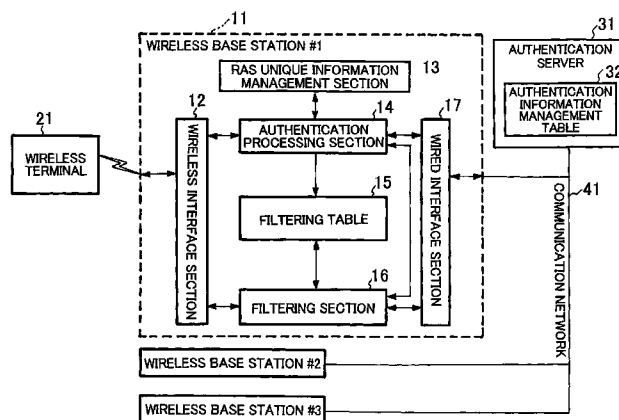 11
WIRELESS BASE STATION #1
RAS UNIQUE INFORMATION
MANAGEMENT SECTION
13
12
WIRELESS INTERFACE SECTION
14
AUTHENTICATION
PROCESSING SECTION
15
FILTERING TABLE
16
FILTERING SECTION
17
WIRED INTERFACE SECTION
21
WIRELESS
TERMINAL
31
AUTHENTICATION
SERVER
32
AUTHENTICATION
INFORMATION
MANAGEMENT
TABLE
41
COMMUNICATION NETWORK
WIRELESS BASE STATION #2
WIRELESS BASE STATION #3